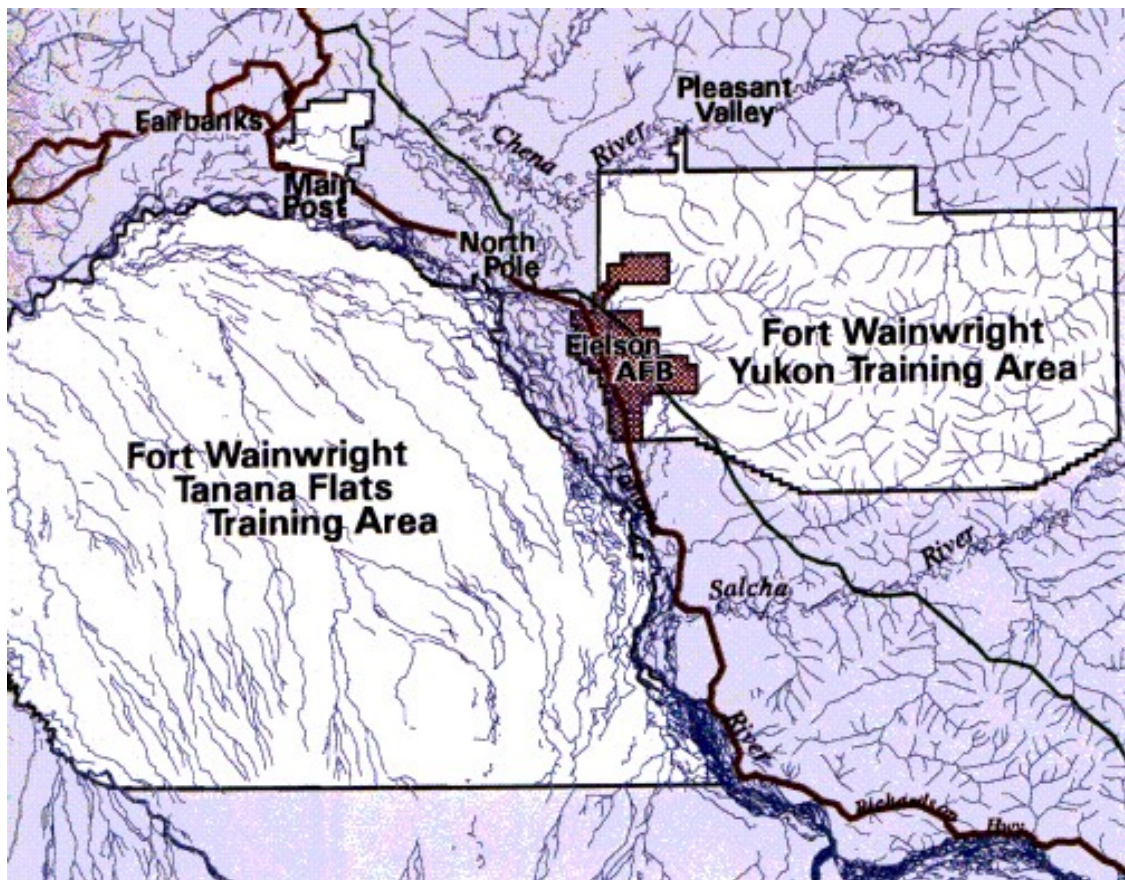 Pleasant
Valley
Fairbanks
Chena
River
Main
Post
North
Pole
Eielson
AFB
Fort Wainwright
Yukon Training Area
Fort Wainwright
Tanana Flats
Training Area
River
Salcha
River
Richardson
Hwy